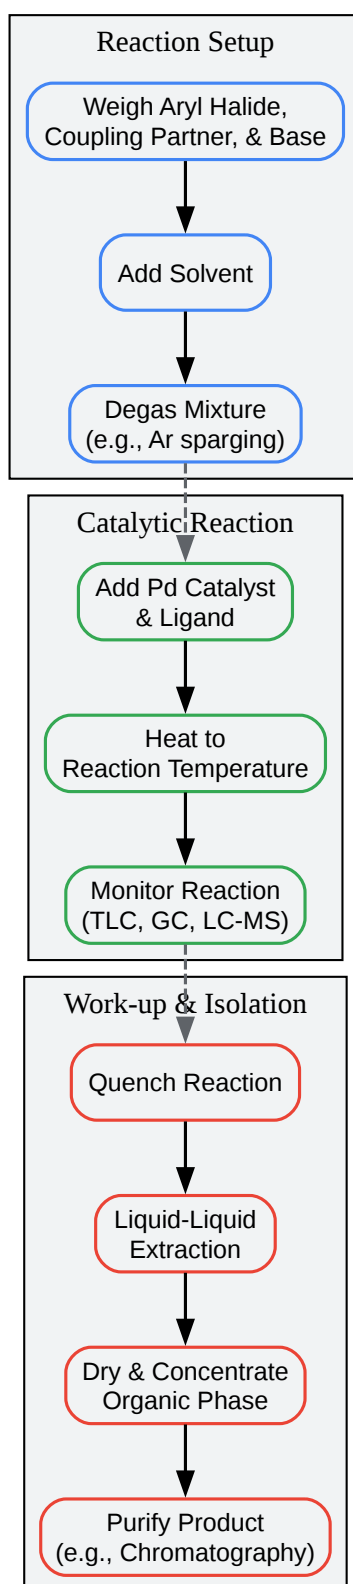 Reaction Setup
Weigh Aryl Halide,
Coupling Partner, & Base
Add Solvent
Degas Mixture
(e.g., Ar sparging)
Catalytic Reaction
Add Pd Catalyst
& Ligand
Heat to
Reaction Temperature
Monitor Reaction
(TLC, GC, LC-MS)
Work-up & Isolation
Quench Reaction
Liquid-Liquid
Extraction
Dry & Concentrate
Organic Phase
Purify Product
(e.g., Chromatography)